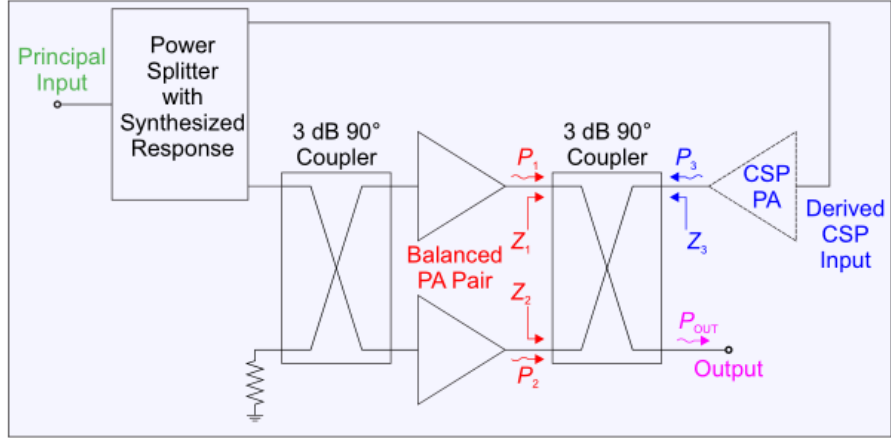 Principal
Input
Power
Splitter
with
Synthesized
Response
3 dB 90°
Coupler
3 dB 90°
Coupler
P1
Z1
Balanced
PA Pair
Z2
P2
P3
Z3
CSP
PA
Derived
CSP
Input
POUT
Output